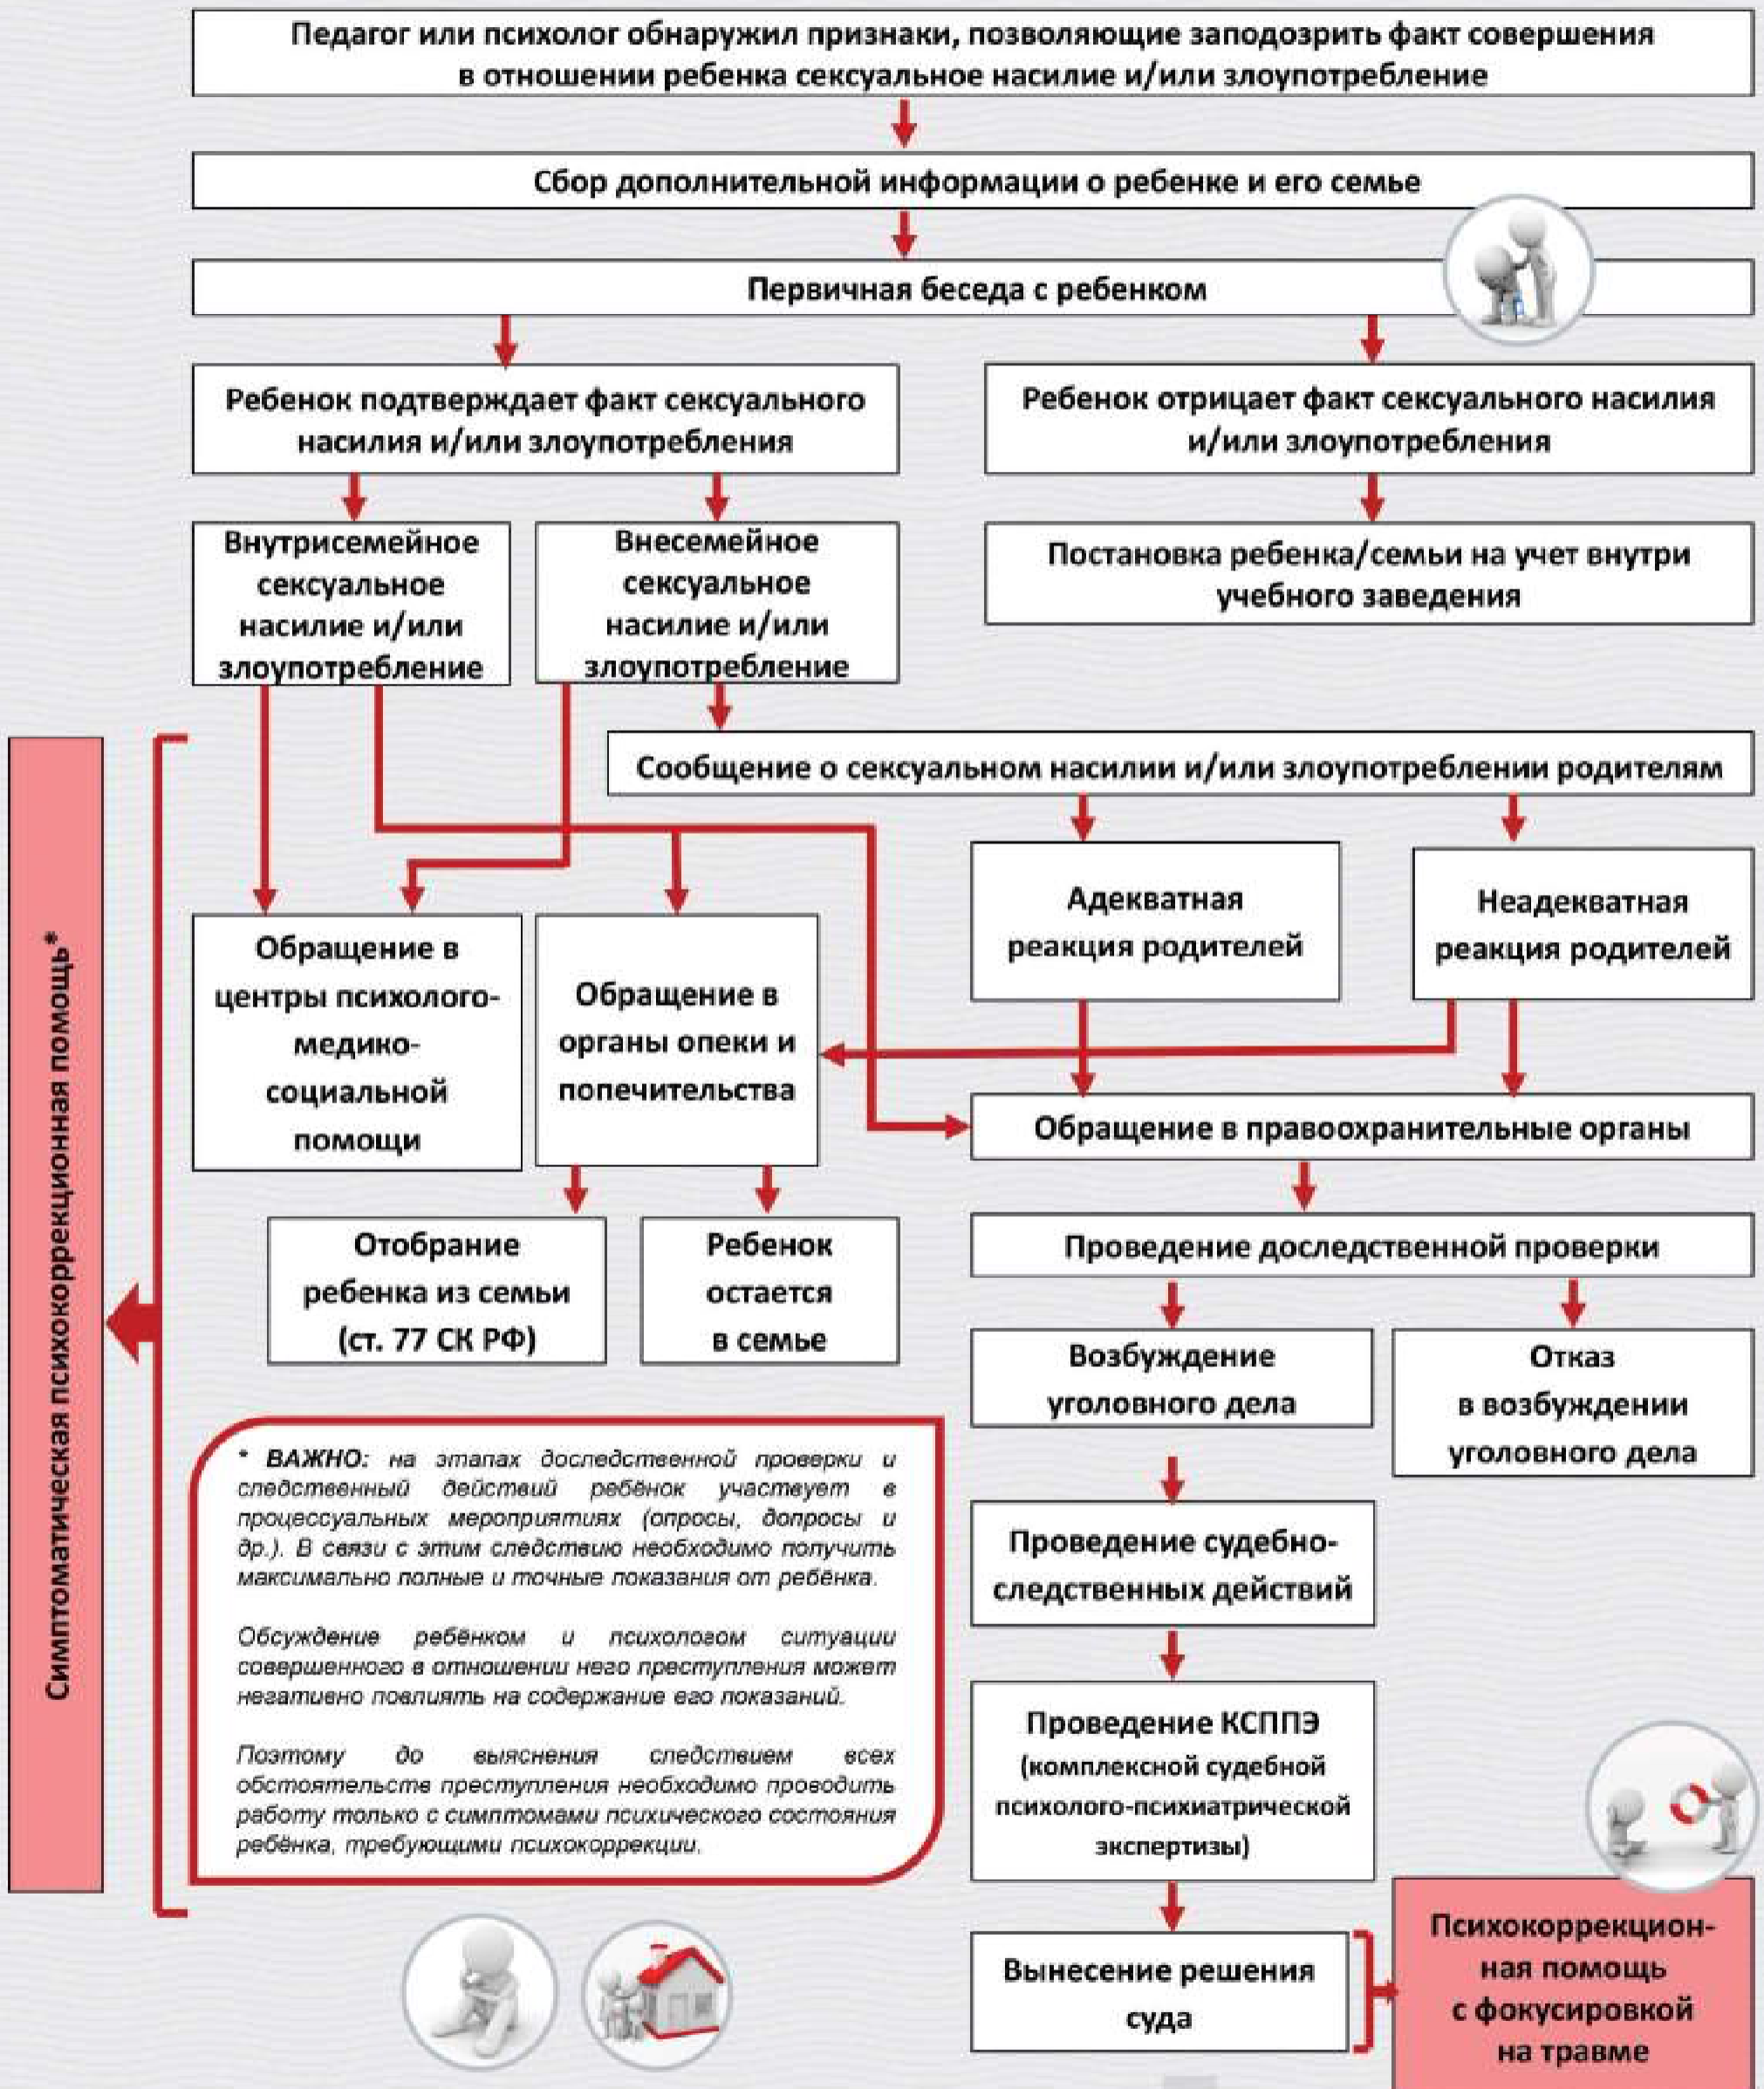 Педагог или психолог обнаружил признаки, позволяющие заподозрить факт совершения
в отношении ребенка сексуальное насилие и/или злоупотребление
Сбор дополнительной информации о ребенке и его семье
Первичная беседа с ребенком
Ребенок подтверждает факт сексуального
насилия и/или злоупотребления
Ребенок отрицает факт сексуального насилия
и/или злоупотребления
Внутрисемейное
сексуальное
насилие и/или
злоупотребление
Внесемейное
сексуальное
насилие и/или
злоупотребление
Постановка ребенка/семьи на учет внутри
учебного заведения
Сообщение о сексуальном насилии и/или злоупотреблении родителям
Адекватная
реакция родителей
Неадекватная
реакция родителей
Обращение в
центры психолого-
медико-
социальной
помощи
Обращение в
органы опеки и
попечительства
Обращение в правоохранительные органы
Отобрание
ребенка из семьи
(ст. 77 СК РФ)
Ребенок
остается
в семье
Проведение доследственной проверки
Возбуждение
уголовного дела
Отказ
в возбуждении
уголовного дела
Симптоматическая психокоррекционная помощь*
* ВАЖНО: на этапах доследственной проверки и
следственный действий ребёнок участвует в
процессуальных мероприятиях (опросы, допросы и
др.). В связи с этим следствию необходимо получить
максимально полные и точные показания от ребёнка.
Обсуждение ребёнком и психологом ситуации
совершенного в отношении него преступления может
негативно повлиять на содержание его показаний.
Поэтому до выяснения следствием всех
обстоятельств преступления необходимо проводить
работу только с симптомами психического состояния
ребёнка, требующими психокоррекции.
Проведение судебно-
следственных действий
Проведение КСППЭ
(комплексной судебной
психолого-психиатрической
экспертизы)
Вынесение решения
суда
Психокоррекцион-
ная помощь
с фокусировкой
на травме